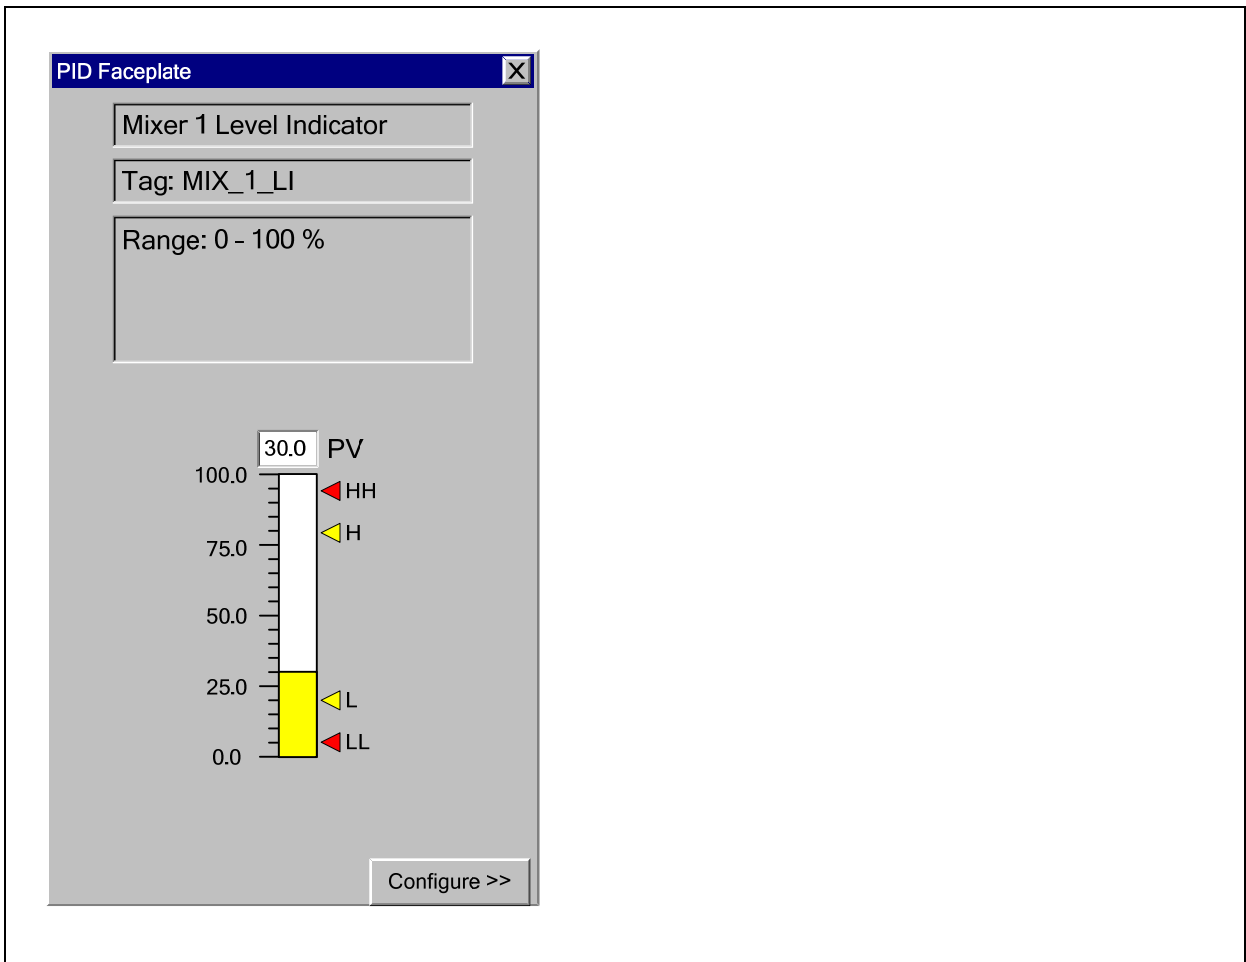 PID Faceplate X
Mixer 1 Level Indicator
Tag: MIX_1_LI
Range: 0 - 100 %
30.0 PV
100.0 HH
H
75.0
50.0
25.0
L
LL
0.0
Configure >>